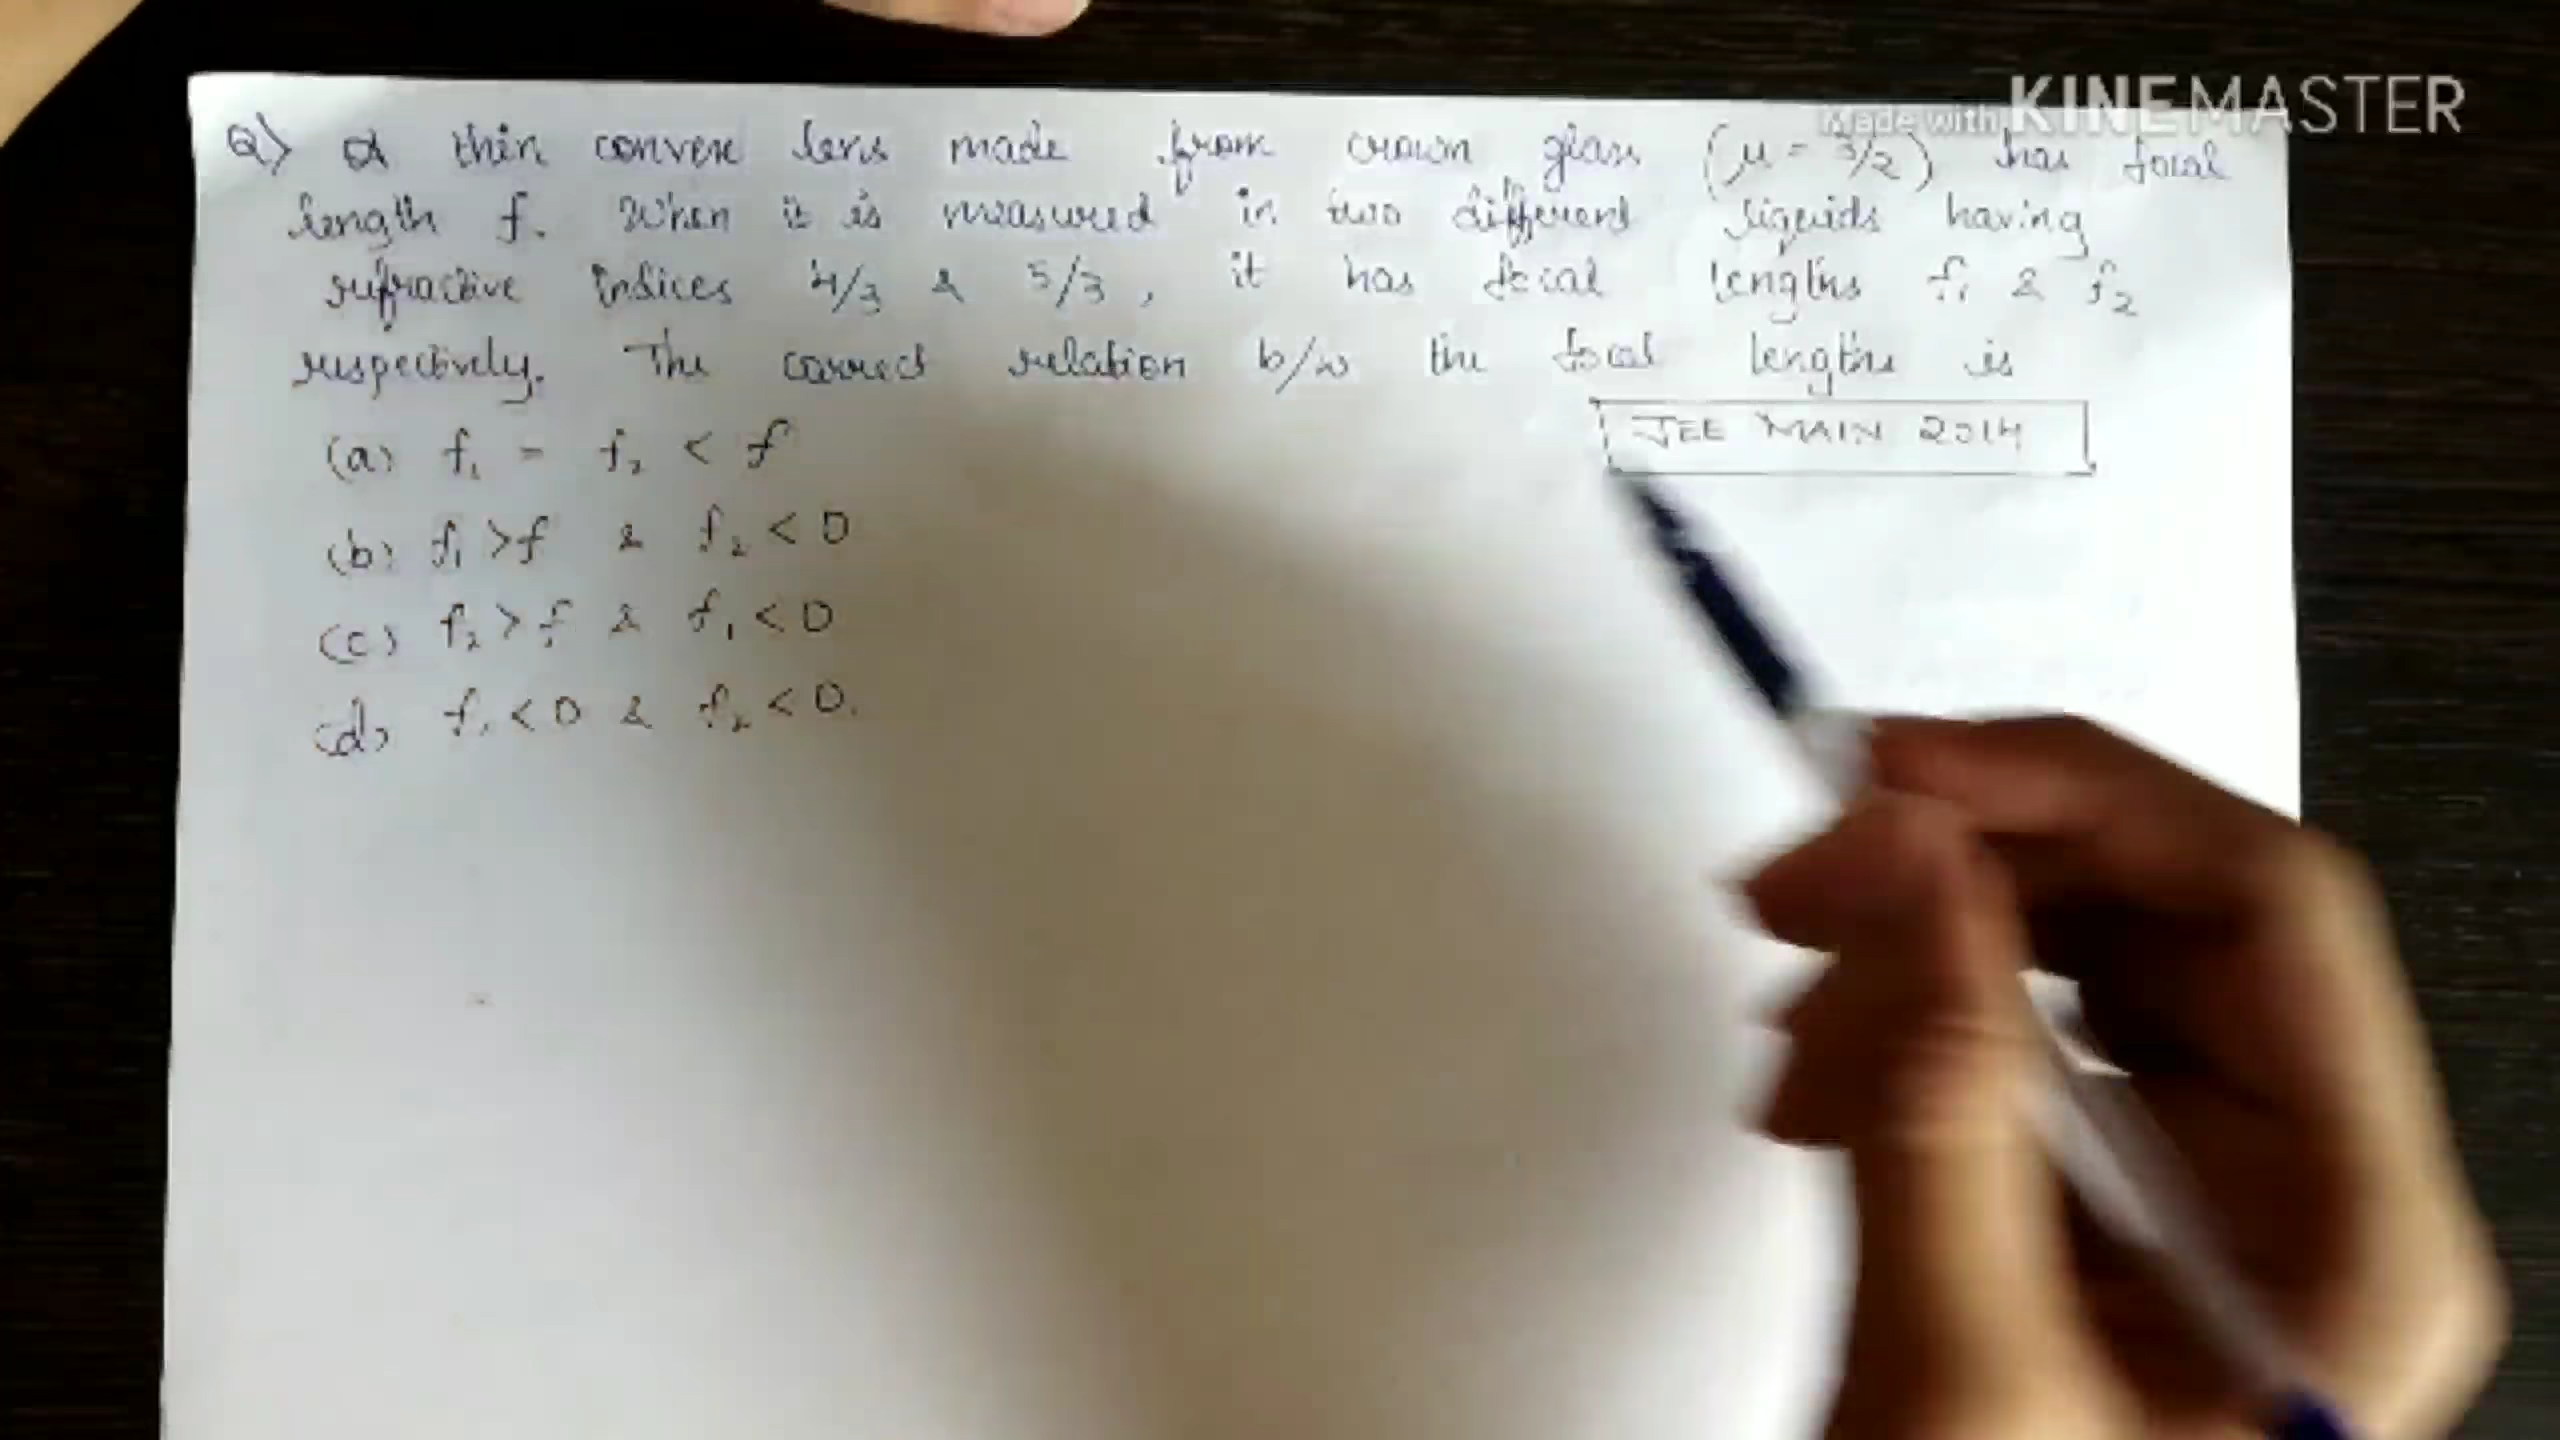 Made with KINEMASTER
Q) A thin convex lens made from crown glass (μ = 3/2) has focal
length f. When it is measured in two different liquids having
refractive indices 4/3 & 5/3, it has focal lengths f₁ & f₂
respectively. The correct relation b/w the focal lengths is
JEE MAIN 2014
(a) f₁ = f₂ < f
(b) f₁ > f & f₂ < 0
(c) f₂ > f & f₁ < 0
(d) f₁ < 0 & f₂ < 0.